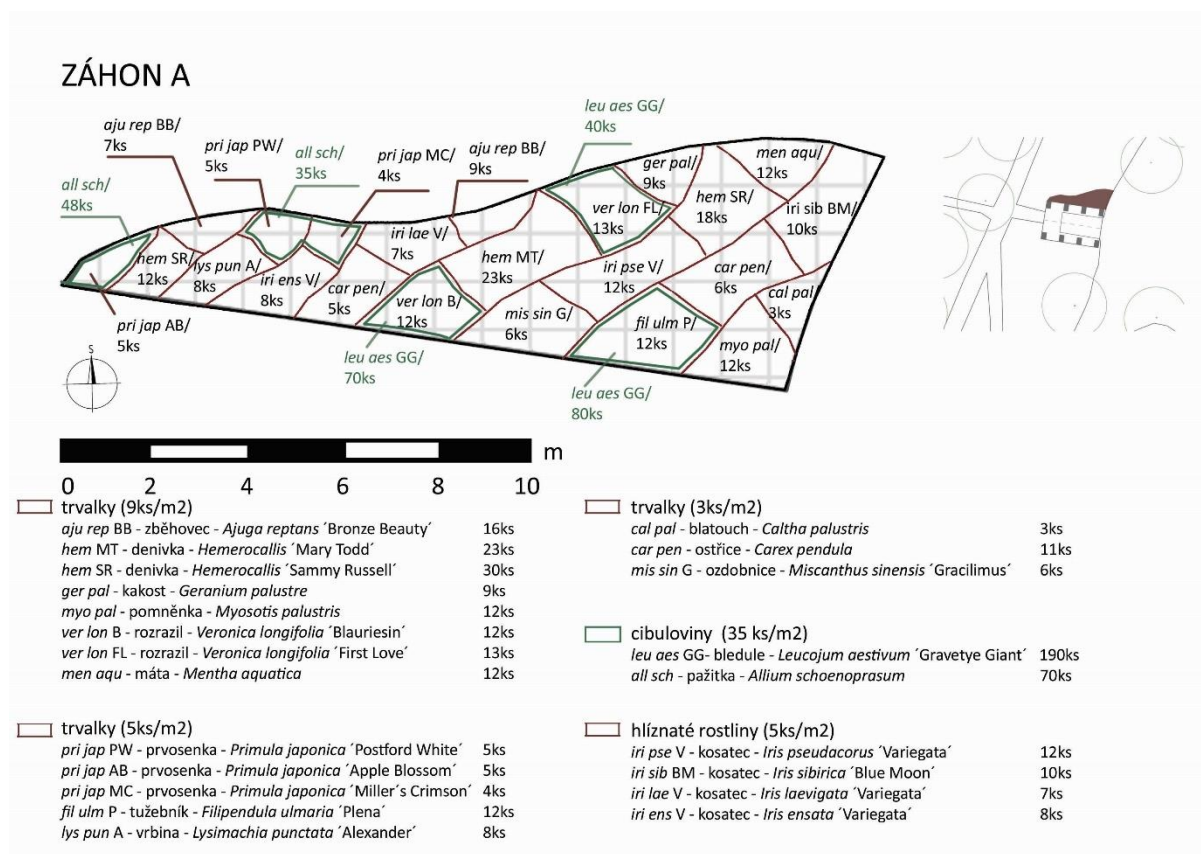 ZÁHON A
leu aes GG/
40ks
aju rep BB/
7ks
pri jap PW/
5ks
all sch/
35ks
pri jap MC/
4ks
aju rep BB/
9ks
ger pal/
9ks
men aqu/
12ks
all sch/
48ks
ver lon FL/
13ks
hem SR/
18ks
iri sib BM/
10ks
iri lae V/
7ks
hem SR/
12ks
lys pun A/
8ks
iri ens V/
8ks
hem MT/
23ks
iri pse V/
12ks
car pen/
6ks
car pen/
5ks
cal pal/
3ks
ver lon B/
12ks
mis sin G/
6ks
fil ulm P/
12ks
pri jap AB/
5ks
myo pal/
12ks
leu aes GG/
70ks
leu aes GG/
80ks
S
m
0 2 4 6 8 10
trvalky (9ks/m2)
aju rep BB - zběhovec - Ajuga reptans ´Bronze Beauty´ 16ks
hem MT - denivka - Hemerocallis ´Mary Todd´ 23ks
hem SR - denivka - Hemerocallis ´Sammy Russell´ 30ks
ger pal - kakost - Geranium palustre 9ks
myo pal - pomněnka - Myosotis palustris 12ks
ver lon B - rozrazil - Veronica longifolia ´Blauriesin´ 12ks
ver lon FL - rozrazil - Veronica longifolia ´First Love´ 13ks
men aqu - máta - Mentha aquatica 12ks
trvalky (5ks/m2)
pri jap PW - prvosenka - Primula japonica ´Postford White´ 5ks
pri jap AB - prvosenka - Primula japonica ´Apple Blossom´ 5ks
pri jap MC - prvosenka - Primula japonica ´Miller´s Crimson´ 4ks
fil ulm P - tužebník - Filipendula ulmaria ´Plena´ 12ks
lys pun A - vrbina - Lysimachia punctata ´Alexander´ 8ks
trvalky (3ks/m2)
cal pal - blatouch - Caltha palustris 3ks
car pen - ostřice - Carex pendula 11ks
mis sin G - ozdobnice - Miscanthus sinensis ´Gracilimus´ 6ks
cibuloviny (35 ks/m2)
leu aes GG- bledule - Leucojum aestivum ´Gravetye Giant´ 190ks
all sch - pažitka - Allium schoenoprasum 70ks
hlíznaté rostliny (5ks/m2)
iri pse V - kosatec - Iris pseudacorus ´Variegata´ 12ks
iri sib BM - kosatec - Iris sibirica ´Blue Moon´ 10ks
iri lae V - kosatec - Iris laevigata ´Variegata´ 7ks
iri ens V - kosatec - Iris ensata ´Variegata´ 8ks